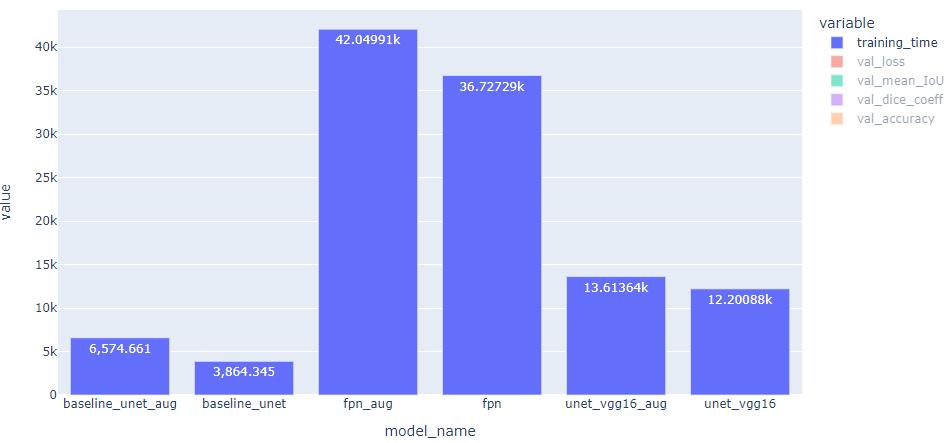 variable
training_time
val_loss
val_mean_IoU
val_dice_coeff
val_accuracy
value
40k
35k
30k
25k
20k
15k
10k
5k
0
6,574.661
3,864.345
42.04991k
36.72729k
13.61364k
12.20088k
baseline_unet_aug
baseline_unet
fpn_aug
fpn
unet_vgg16_aug
unet_vgg16
model_name